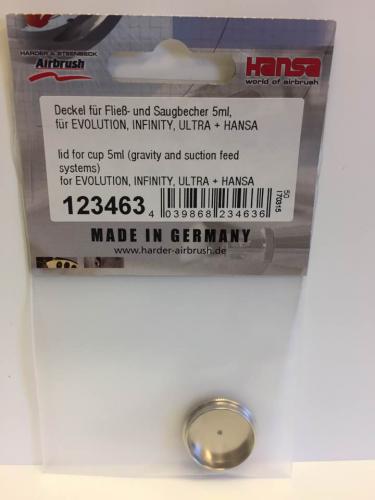 HARDER & STEENBECK
Airbrush
Hansa
world of airbrush
Deckel für Fließ- und Saugbecher 5ml,
für EVOLUTION, INFINITY, ULTRA + HANSA
lid for cup 5ml (gravity and suction feed
systems)
for EVOLUTION, INFINITY, ULTRA + HANSA
123463
4 039868 234636
50
170315
MADE IN GERMANY
www.harder-airbrush.de